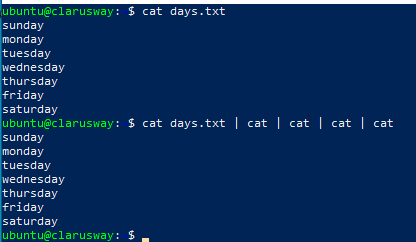 ubuntu@clarusway:~$ cat days.txt
sunday
monday
tuesday
wednesday
thursday
friday
saturday
ubuntu@clarusway:~$ cat days.txt | cat | cat | cat | cat
sunday
monday
tuesday
wednesday
thursday
friday
saturday
ubuntu@clarusway:~$